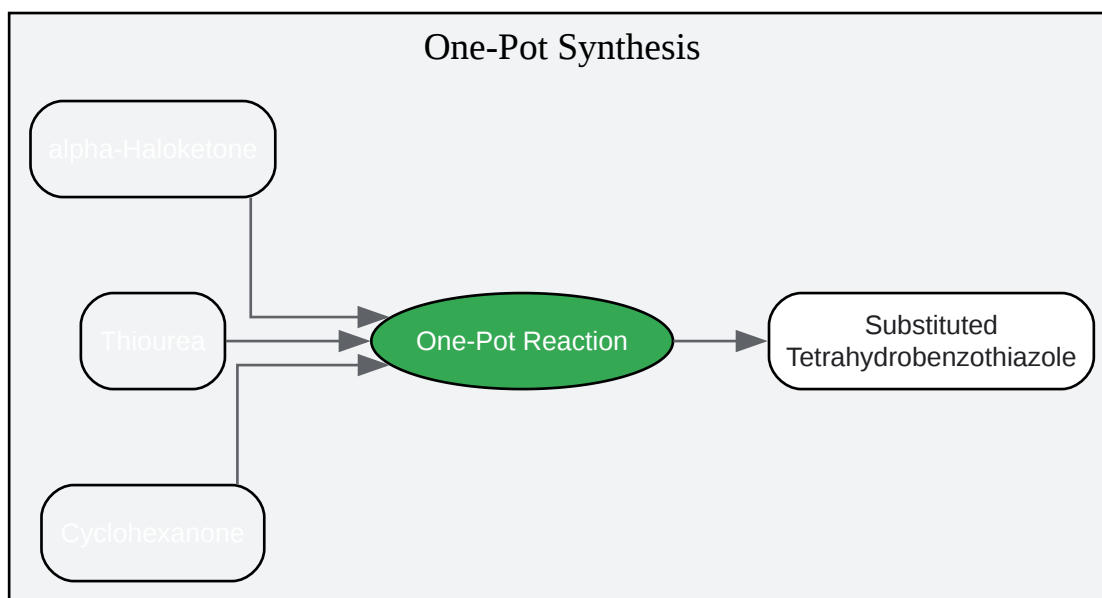 One-Pot Synthesis
alpha-Haloketone
Thiourea
One-Pot Reaction
Substituted
Tetrahydrobenzothiazole
Cyclohexanone